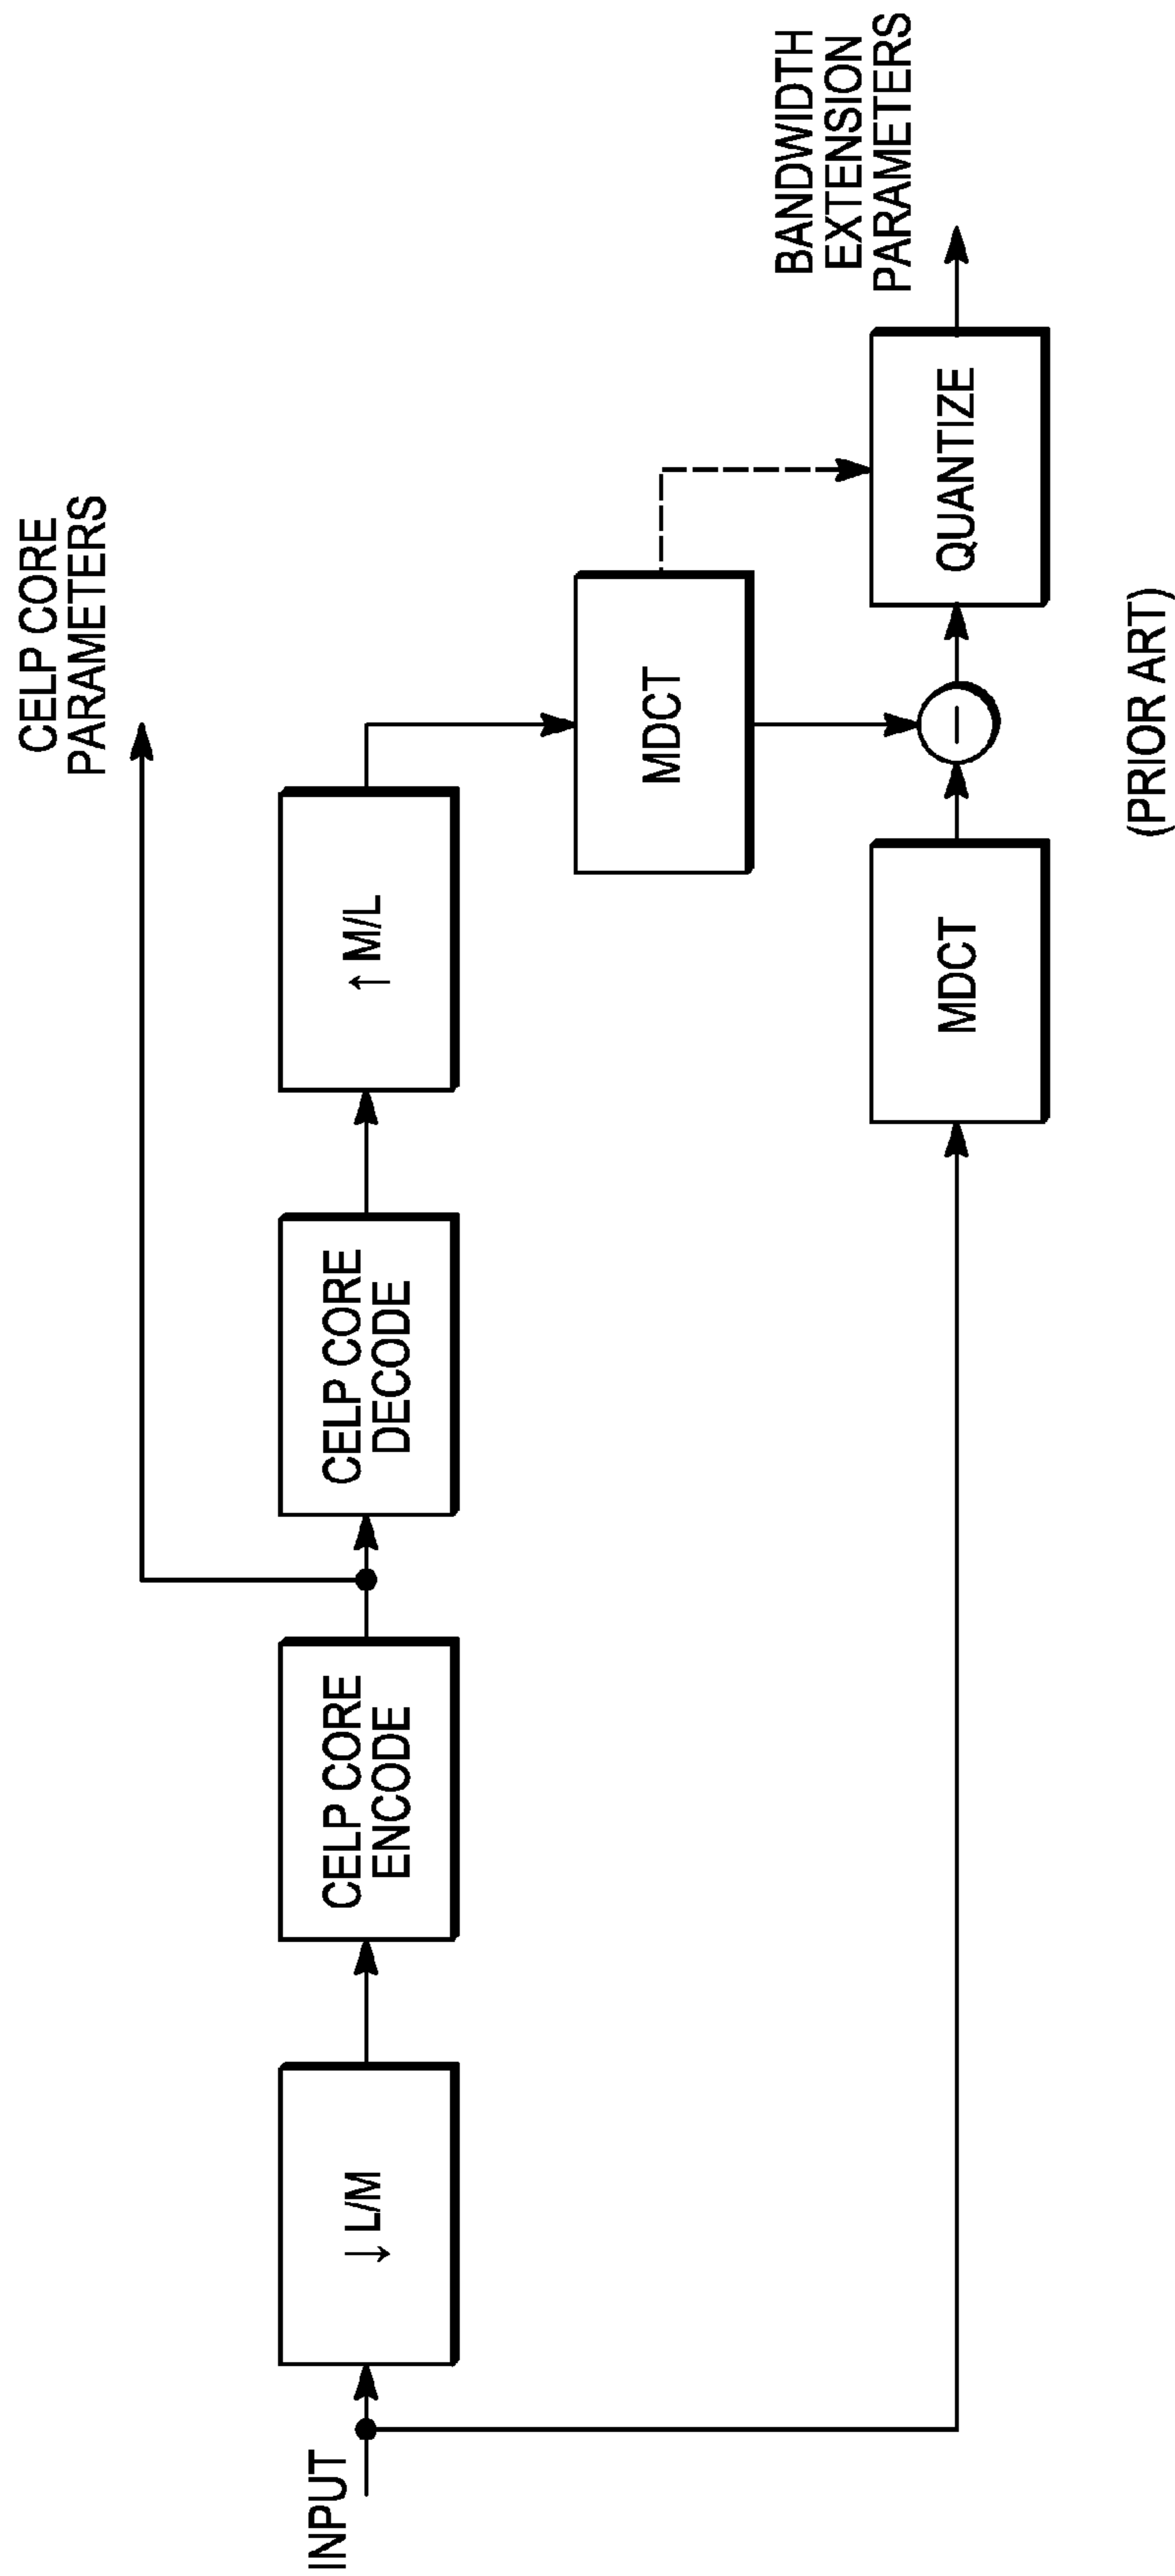 CELP CORE
PARAMETERS
INPUT
↓ L/M
CELP CORE
ENCODE
CELP CORE
DECODE
↑ M/L
MDCT
BANDWIDTH
EXTENSION
PARAMETERS
MDCT
−
QUANTIZE
(PRIOR ART)